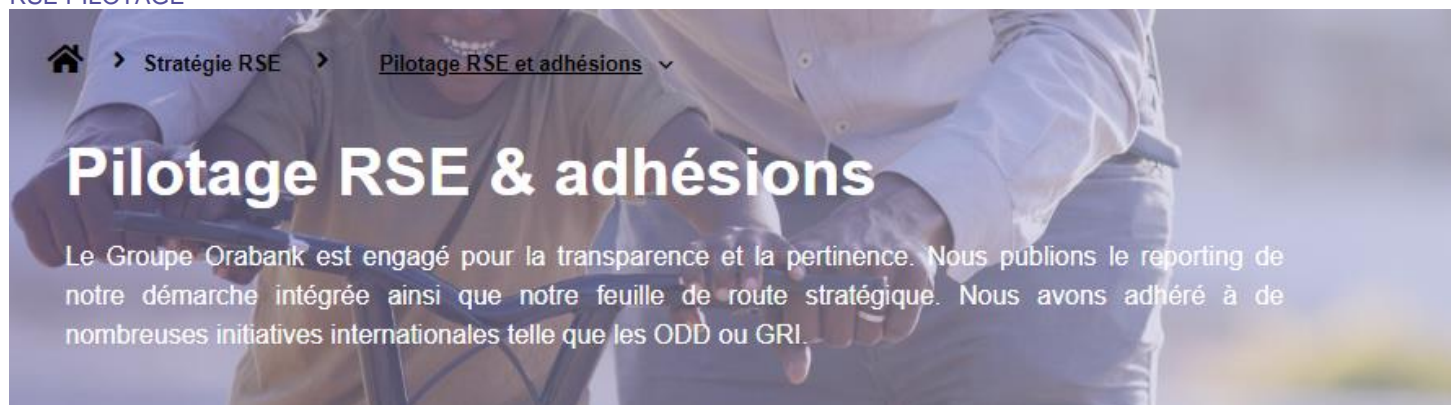 RSE PILOTAGE
Stratégie RSE > Pilotage RSE et adhésions
Pilotage RSE & adhésions
Le Groupe Orabank est engagé pour la transparence et la pertinence. Nous publions le reporting de
notre démarche intégrée ainsi que notre feuille de route stratégique. Nous avons adhéré à de
nombreuses initiatives internationales telle que les ODD ou GRI.